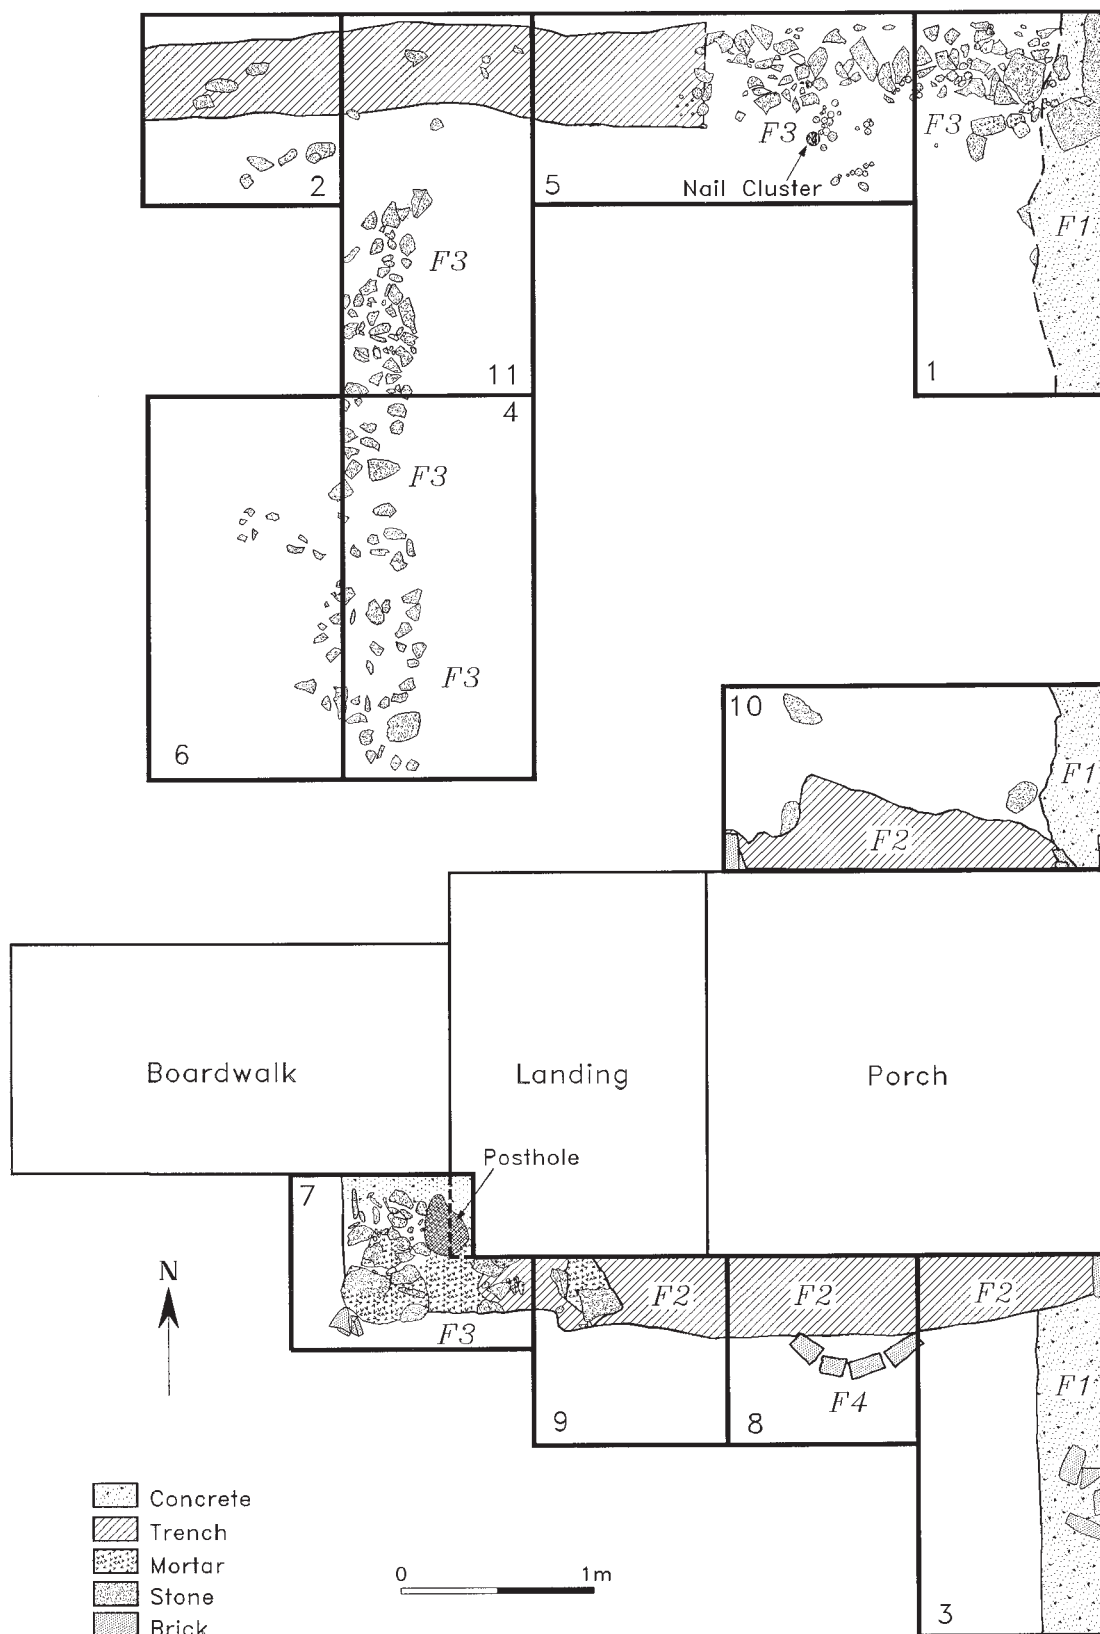 F3
F3
2
5
Nail Cluster
F1
F3
11
1
4
F3
10
F3
6
F1
F2
Boardwalk
Landing
Porch
Posthole
7
N
F2
F2
F2
F3
F1
F4
9
8
Concrete
Trench
Mortar
0 1m
Stone
3
Brick